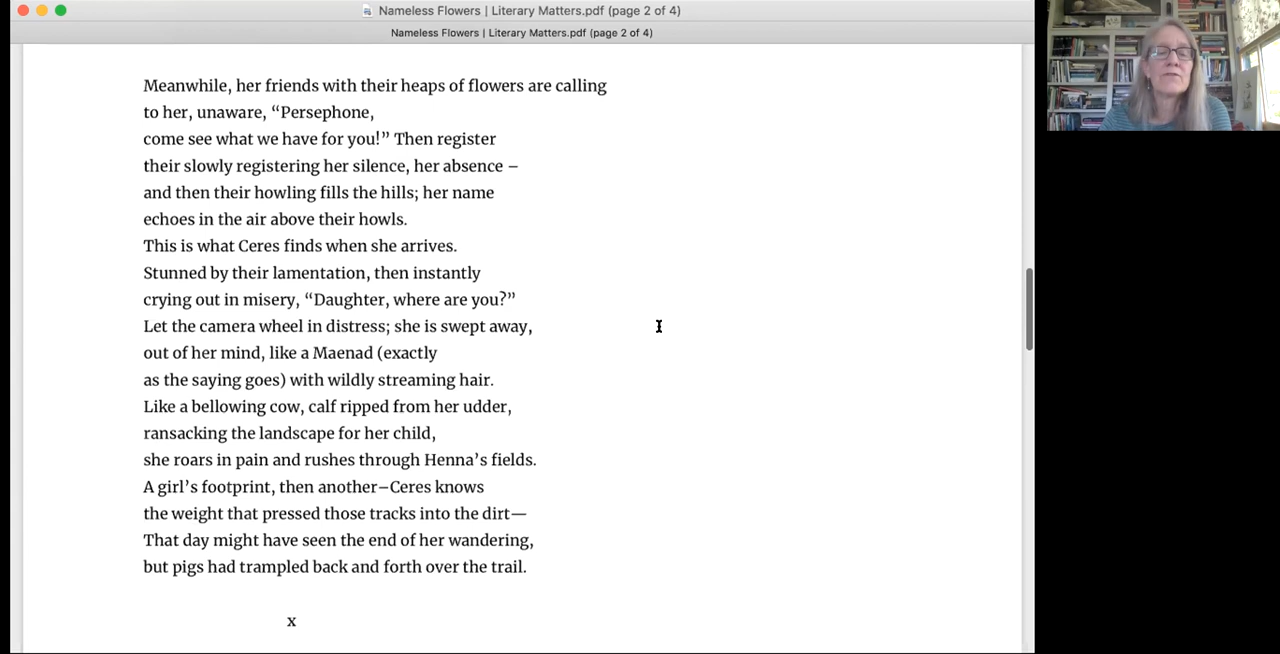 Nameless Flowers | Literary Matters.pdf (page 2 of 4)
Nameless Flowers | Literary Matters.pdf (page 2 of 4)
Meanwhile, her friends with their heaps of flowers are calling
to her, unaware, “Persephone,
come see what we have for you!” Then register
their slowly registering her silence, her absence –
and then their howling fills the hills; her name
echoes in the air above their howls.
This is what Ceres finds when she arrives.
Stunned by their lamentation, then instantly
crying out in misery, “Daughter, where are you?”
Let the camera wheel in distress; she is swept away,
out of her mind, like a Maenad (exactly
as the saying goes) with wildly streaming hair.
Like a bellowing cow, calf ripped from her udder,
ransacking the landscape for her child,
she roars in pain and rushes through Henna’s fields.
A girl’s footprint, then another–Ceres knows
the weight that pressed those tracks into the dirt—
That day might have seen the end of her wandering,
but pigs had trampled back and forth over the trail.
x